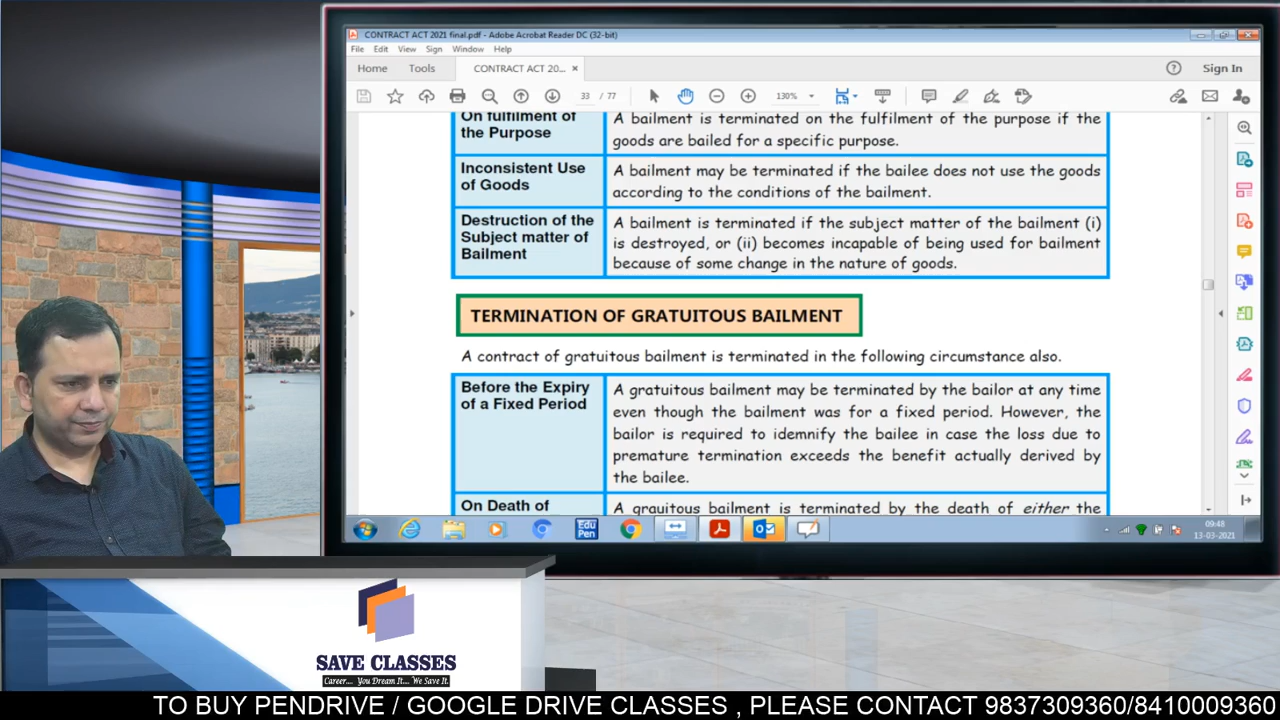 CONTRACT ACT 2021 final.pdf - Adobe Acrobat Reader DC (32-bit)
File Edit View Sign Window Help
Home Tools CONTRACT ACT 20... × Sign In
33 / 77 130%
On fulfilment of the Purpose
A bailment is terminated on the fulfilment of the purpose if the
goods are bailed for a specific purpose.
Inconsistent Use
of Goods
A bailment may be terminated if the bailee does not use the goods
according to the conditions of the bailment.
Destruction of the
Subject matter of
Bailment
A bailment is terminated if the subject matter of the bailment (i)
is destroyed, or (ii) becomes incapable of being used for bailment
because of some change in the nature of goods.
TERMINATION OF GRATUITOUS BAILMENT
A contract of gratuitous bailment is terminated in the following circumstance also.
Before the Expiry
of a Fixed Period
A gratuitous bailment may be terminated by the bailor at any time
even though the bailment was for a fixed period. However, the
bailor is required to idemnify the bailee in case the loss due to
premature termination exceeds the benefit actually derived by
the bailee.
On Death of
A grauitous bailment is terminated by the death of either the
Edu
Pen
09:48
13-03-2021
SAVE CLASSES
Career.... You Dream It... We Save It.
TO BUY PENDRIVE / GOOGLE DRIVE CLASSES , PLEASE CONTACT 9837309360/8410009360